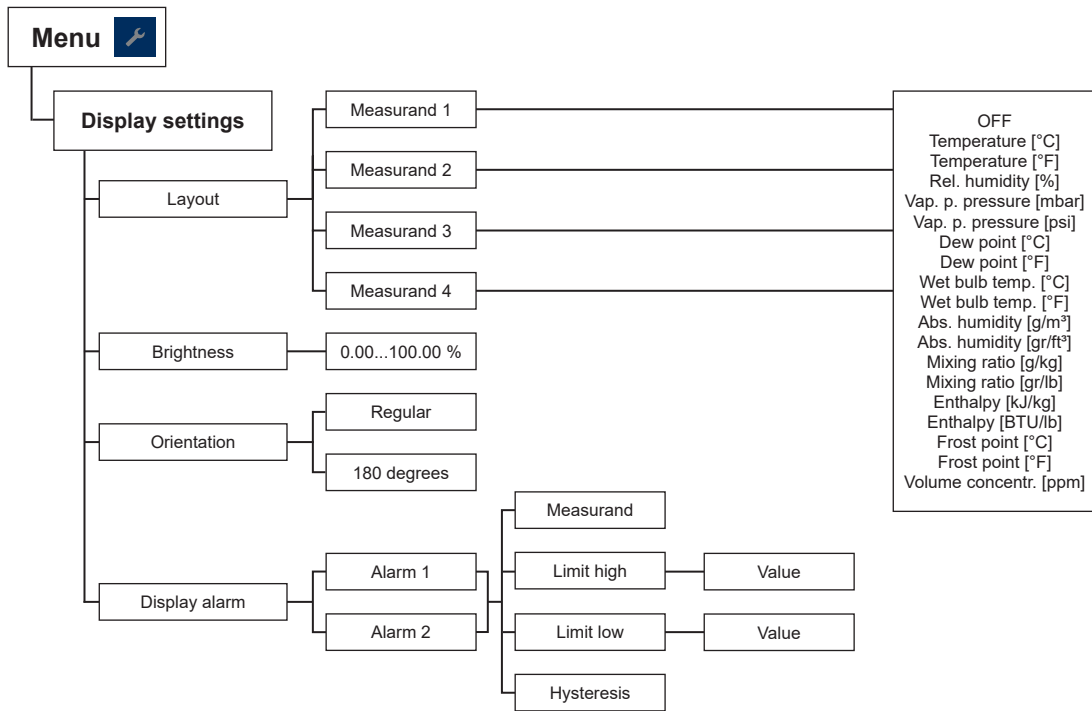 Menu
Display settings
Layout
Measurand 1
Measurand 2
Measurand 3
Measurand 4
OFF
Temperature [°C]
Temperature [°F]
Rel. humidity [%]
Vap. p. pressure [mbar]
Vap. p. pressure [psi]
Dew point [°C]
Dew point [°F]
Wet bulb temp. [°C]
Wet bulb temp. [°F]
Abs. humidity [g/m³]
Abs. humidity [gr/ft³]
Mixing ratio [g/kg]
Mixing ratio [gr/lb]
Enthalpy [kJ/kg]
Enthalpy [BTU/lb]
Frost point [°C]
Frost point [°F]
Volume concentr. [ppm]
Brightness
0.00...100.00 %
Orientation
Regular
180 degrees
Display alarm
Alarm 1
Alarm 2
Measurand
Limit high
Value
Limit low
Value
Hysteresis